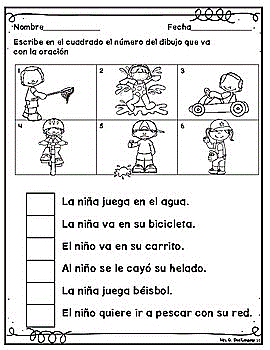 Nombre____________ Fecha____________
Escribe en el cuadrado el número del dibujo que va
con la oración
1 2 3
4 5 6
La niña juega en el agua.
La niña va en su bicicleta.
El niño va en su carrito.
Al niño se le cayó su helado.
La niña juega béisbol.
El niño quiere ir a pescar con su red.